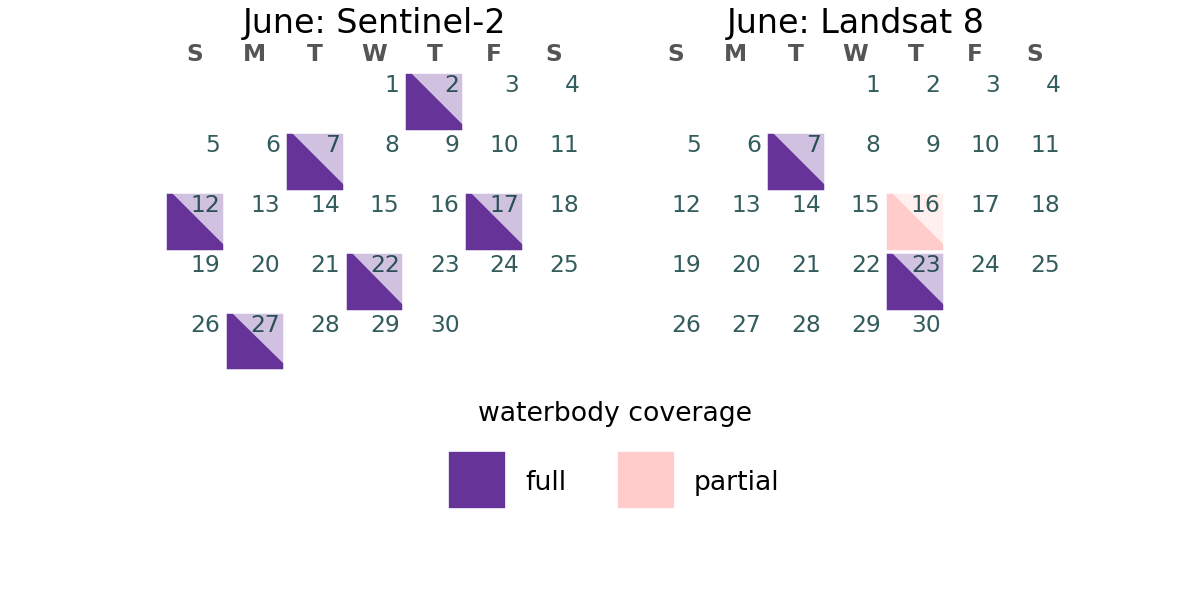 June: Sentinel-2
S M T W T F S
1 2 3 4
5 6 7 8 9 10 11
12 13 14 15 16 17 18
19 20 21 22 23 24 25
26 27 28 29 30
June: Landsat 8
S M T W T F S
1 2 3 4
5 6 7 8 9 10 11
12 13 14 15 16 17 18
19 20 21 22 23 24 25
26 27 28 29 30
waterbody coverage
full partial